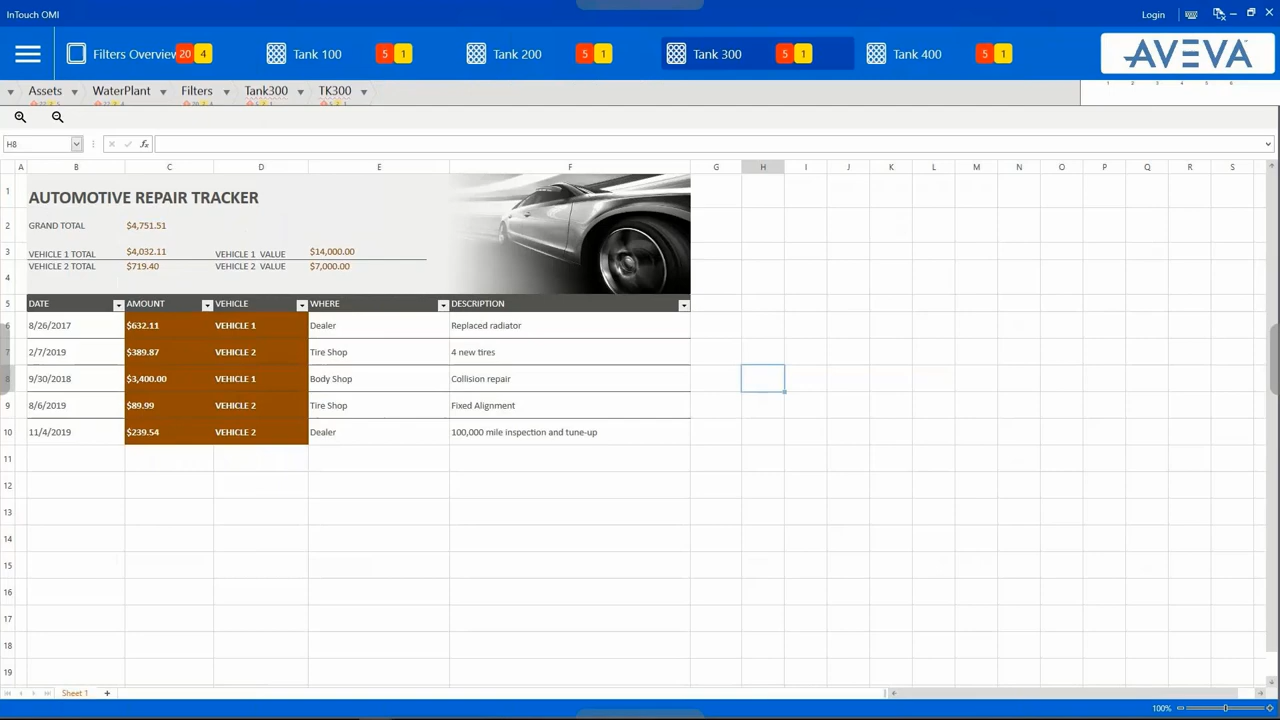 InTouch OMI
Login
Filters Overview 20 4
Tank 100 5 1
Tank 200 5 1
Tank 300 5 1
Tank 400 5 1
AVEVA
Assets WaterPlant Filters Tank300 TK300
1 2 3 4 5 6
H8 fx
A B C D E F G H I J K L M N O P Q R S
1 AUTOMOTIVE REPAIR TRACKER
2 GRAND TOTAL $4,751.51
3 VEHICLE 1 TOTAL $4,032.11 VEHICLE 1 VALUE $14,000.00
4 VEHICLE 2 TOTAL $719.40 VEHICLE 2 VALUE $7,000.00
5 DATE AMOUNT VEHICLE WHERE DESCRIPTION
6 8/26/2017 $632.11 VEHICLE 1 Dealer Replaced radiator
7 2/7/2019 $389.87 VEHICLE 2 Tire Shop 4 new tires
8 9/30/2018 $3,400.00 VEHICLE 1 Body Shop Collision repair
9 8/6/2019 $89.99 VEHICLE 2 Tire Shop Fixed Alignment
10 11/4/2019 $239.54 VEHICLE 2 Dealer 100,000 mile inspection and tune-up
11
12
13
14
15
16
17
18
19
Sheet 1 +
100%